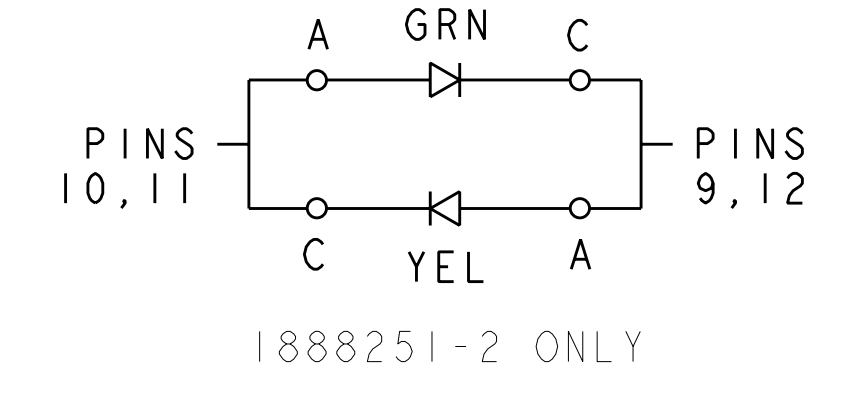 A GRN C
PINS
10,11
PINS
9,12
C YEL A
1888251-2 ONLY